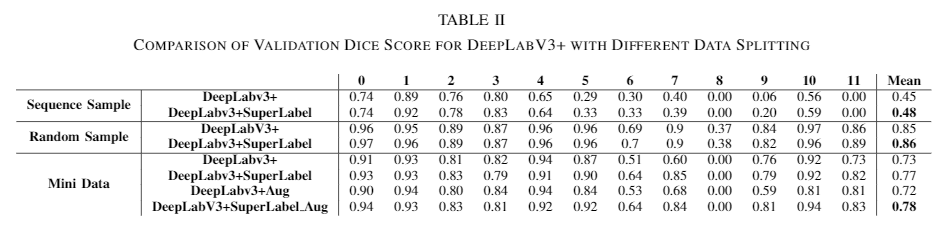 TABLE II
COMPARISON OF VALIDATION DICE SCORE FOR DEEPLABV3+ WITH DIFFERENT DATA SPLITTING
0 1 2 3 4 5 6 7 8 9 10 11 Mean
Sequence Sample DeepLabv3+ 0.74 0.89 0.76 0.80 0.65 0.29 0.30 0.40 0.00 0.06 0.56 0.00 0.45
DeepLabv3+SuperLabel 0.74 0.92 0.78 0.83 0.64 0.33 0.33 0.39 0.00 0.20 0.59 0.00 0.48
Random Sample DeepLabV3+ 0.96 0.95 0.89 0.87 0.96 0.96 0.69 0.9 0.37 0.84 0.97 0.86 0.85
DeepLabv3+SuperLabel 0.97 0.96 0.89 0.87 0.96 0.96 0.7 0.9 0.38 0.82 0.96 0.89 0.86
Mini Data DeepLabv3+ 0.91 0.93 0.81 0.82 0.94 0.87 0.51 0.60 0.00 0.76 0.92 0.73 0.73
DeepLabv3+SuperLabel 0.93 0.93 0.83 0.79 0.91 0.90 0.64 0.85 0.00 0.79 0.92 0.82 0.77
DeepLabv3+Aug 0.90 0.94 0.80 0.84 0.94 0.84 0.53 0.68 0.00 0.59 0.81 0.81 0.72
DeepLabV3+SuperLabel_Aug 0.94 0.93 0.83 0.81 0.92 0.92 0.64 0.84 0.00 0.81 0.94 0.83 0.78